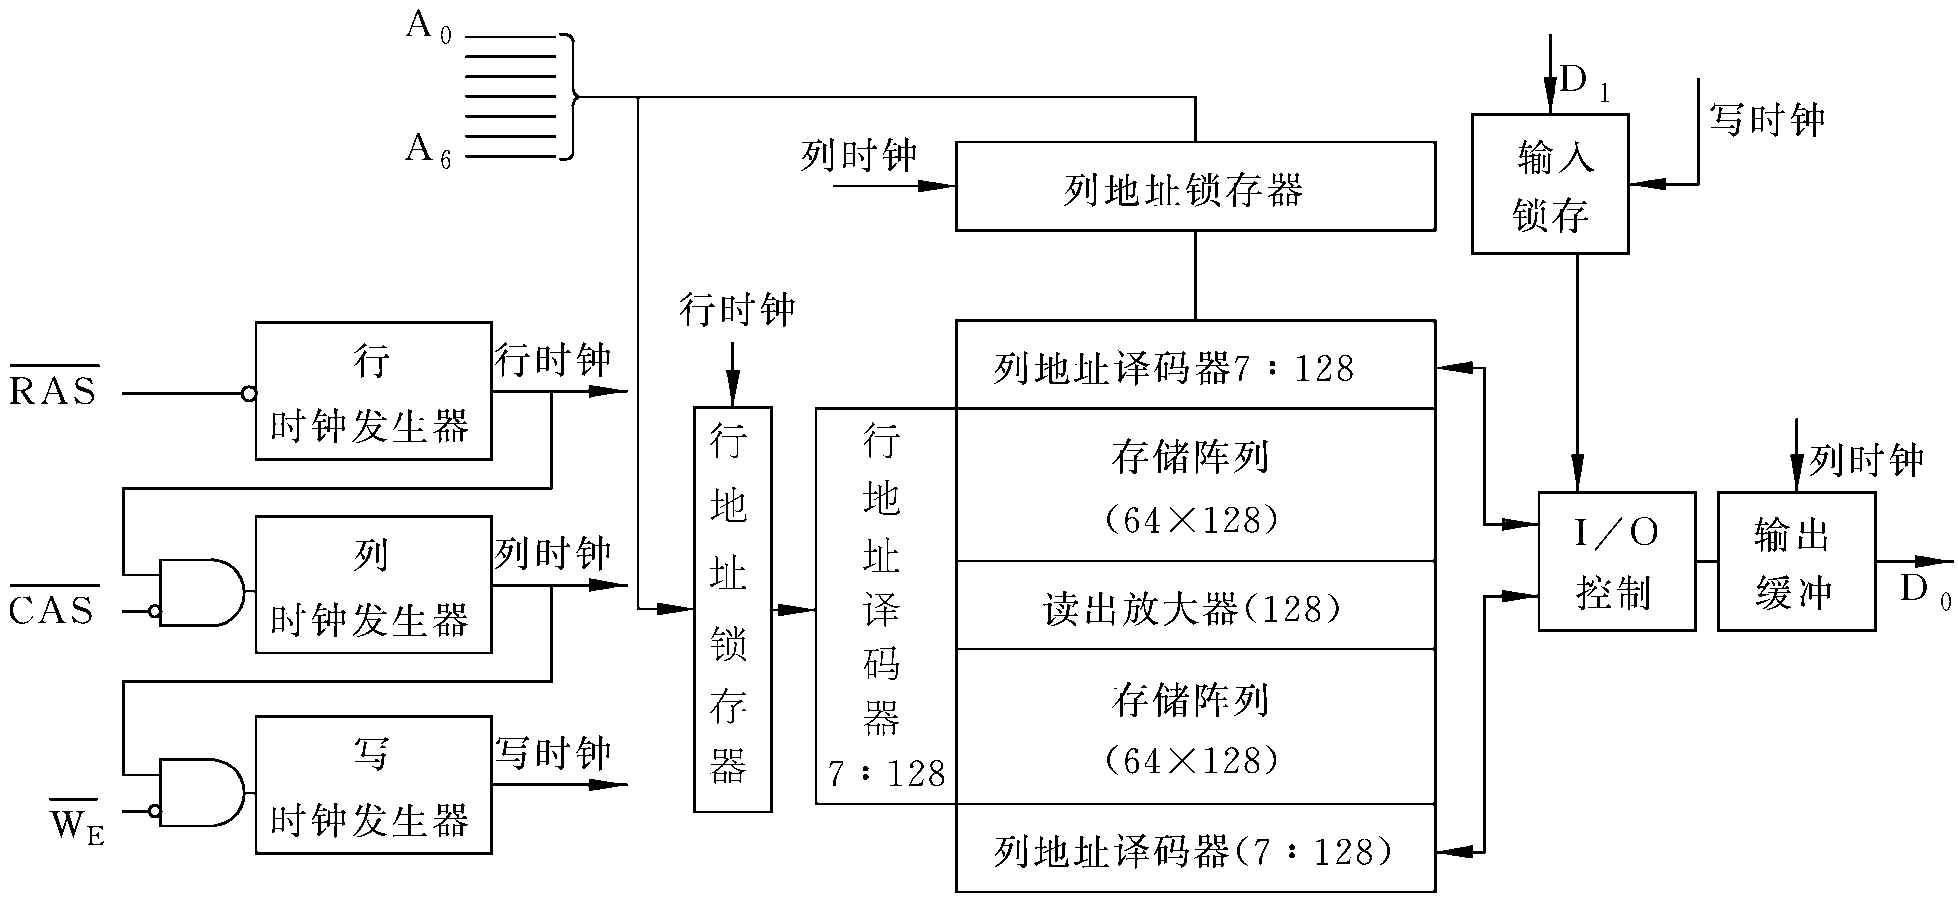 A₀
A₆
列时钟
列地址锁存器
D₁
写时钟
输入
锁存
行时钟
R̅A̅S̅
行
时钟发生器
行时钟
C̅A̅S̅
列
时钟发生器
列时钟
W̅_E̅
写
时钟发生器
写时钟
行地址锁存器
行地址译码器
7：128
列地址译码器7：128
存储阵列
(64×128)
读出放大器(128)
存储阵列
(64×128)
列地址译码器(7：128)
I／O
控制
列时钟
输出
缓冲
D₀